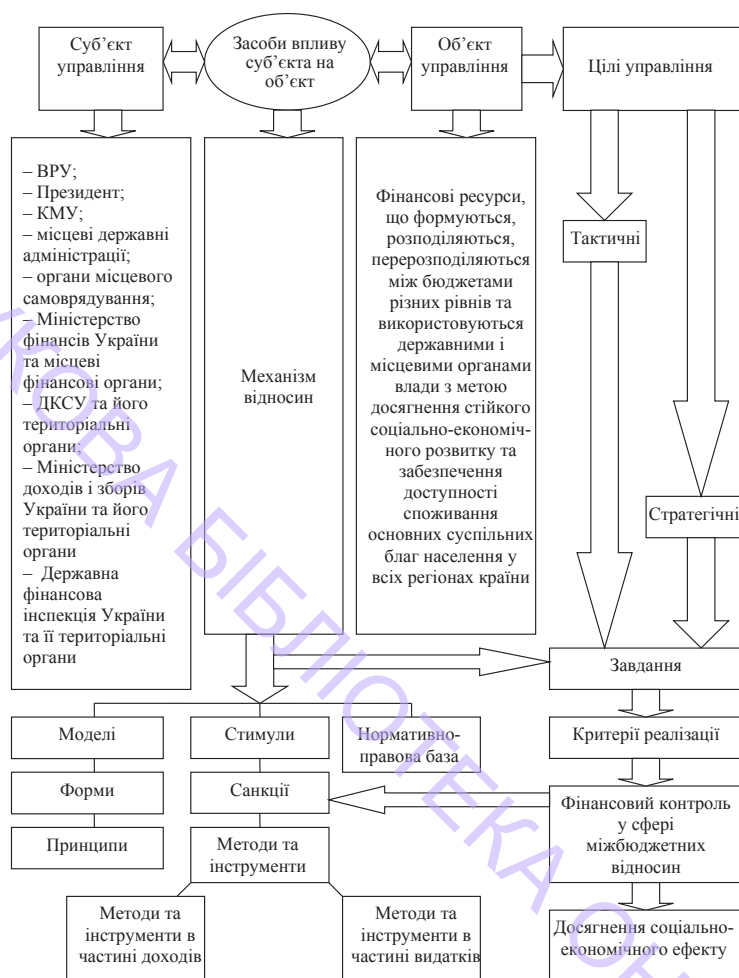 Суб’єкт
управління
Засоби впливу
суб’єкта на
об’єкт
Об’єкт
управління
Цілі управління
– ВРУ;
– Президент;
– КМУ;
– місцеві державні
адміністрації;
– органи місцевого
самоврядування;
– Міністерство
фінансів України
та місцеві
фінансові органи;
– ДКСУ та його
територіальні
органи;
– Міністерство
доходів і зборів
України та його
територіальні
органи
– Державна
фінансова
інспекція України
та її територіальні
органи
Механізм
відносин
Фінансові ресурси,
що формуються,
розподіляються,
перерозподіляються
між бюджетами
різних рівнів та
використовуються
державними і
місцевими органами
влади з метою
досягнення стійкого
соціально-економіч-
ного розвитку та
забезпечення
доступності
споживання
основних суспільних
благ населення у
всіх регіонах країни
Тактичні
Стратегічні
Завдання
Моделі
Стимули
Нормативно-
правова база
Критерії реалізації
Форми
Санкції
Фінансовий контроль
у сфері
міжбюджетних
відносин
Принципи
Методи та
інструменти
Методи та
інструменти в
частині доходів
Методи та
інструменти в
частині видатків
Досягнення соціально-
економічного ефекту
КОВА БІБЛІОТЕКА ОН